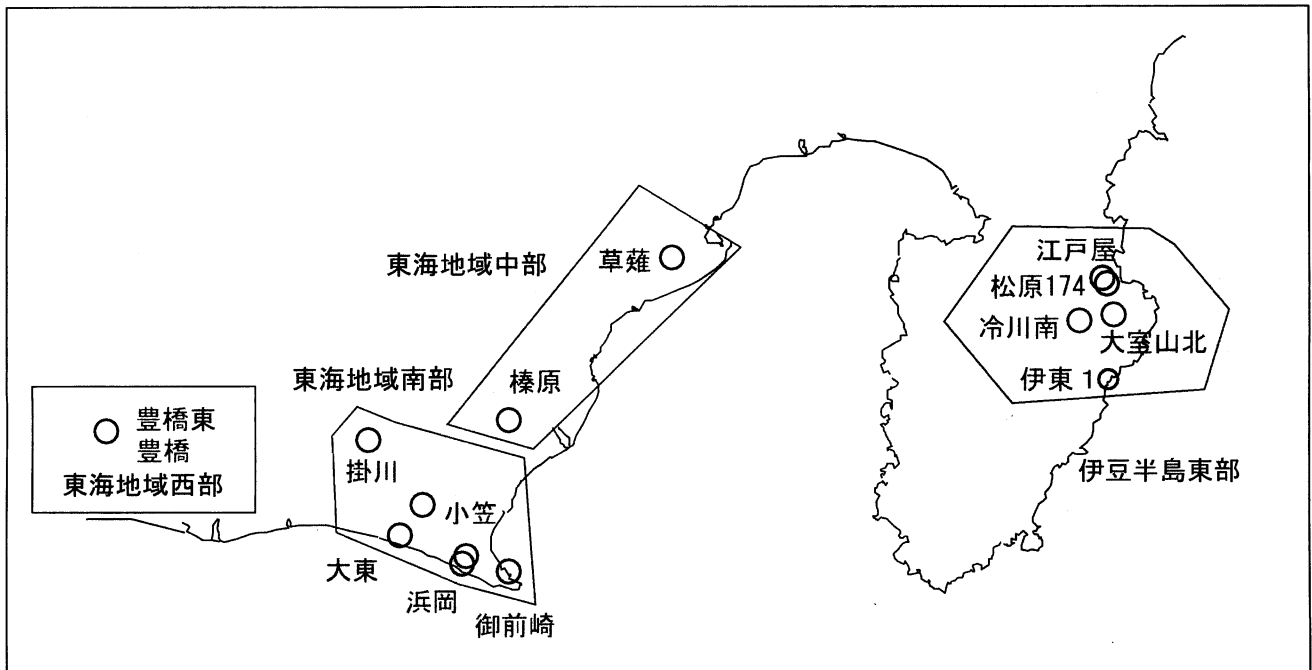 江戸屋
東海地域中部
草薙
松原174
冷川南
大室山北
東海地域南部
榛原
伊東 1
豊橋東
豊橋
東海地域西部
掛川
伊豆半島東部
小笠
大東
浜岡
御前崎